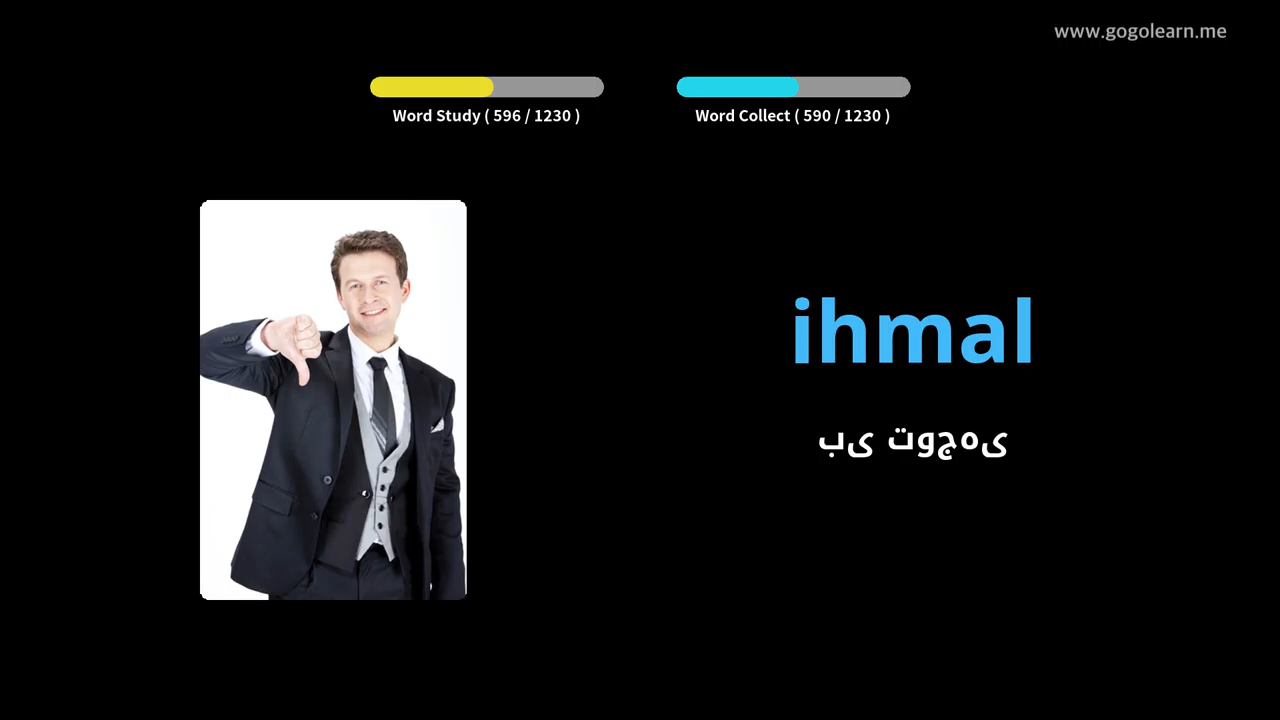 www.gogolearn.me
Word Study ( 596 / 1230 )
Word Collect ( 590 / 1230 )
ihmal
بی توجهی